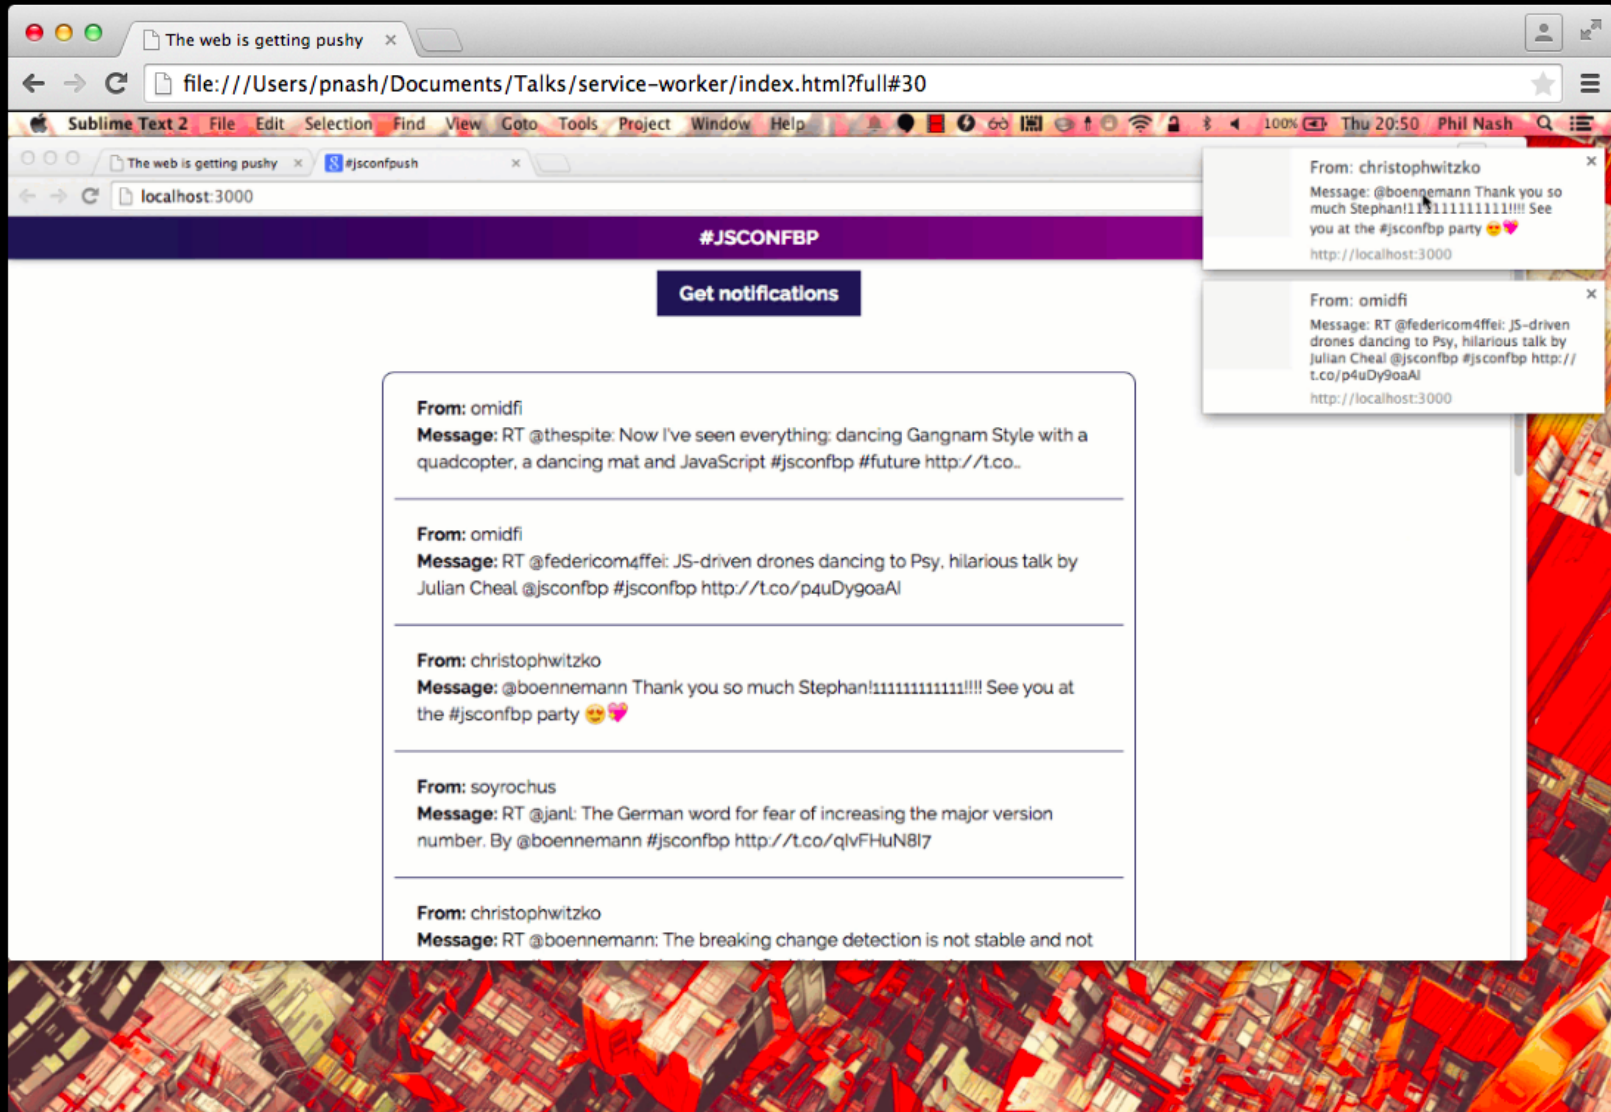 The web is getting pushy
file:///Users/pnash/Documents/Talks/service-worker/index.html?full#30
Sublime Text 2 File Edit Selection Find View Goto Tools Project Window Help 100% Thu 20:50 Phil Nash
The web is getting pushy #jsconfpush
localhost:3000
#JSCONFBP
Get notifications
From: christophwitzko
Message: @boennemann Thank you so
much Stephan!111111111111!!!! See
you at the #jsconfbp party 😍💖
http://localhost:3000
From: omidfi
Message: RT @federicom4ffei: JS-driven
drones dancing to Psy, hilarious talk by
Julian Cheal @jsconfbp #jsconfbp http://
t.co/p4uDy9oaAI
http://localhost:3000
From: omidfi
Message: RT @thespite: Now I've seen everything: dancing Gangnam Style with a
quadcopter, a dancing mat and JavaScript #jsconfbp #future http://t.co…
From: omidfi
Message: RT @federicom4ffei: JS-driven drones dancing to Psy, hilarious talk by
Julian Cheal @jsconfbp #jsconfbp http://t.co/p4uDy9oaAI
From: christophwitzko
Message: @boennemann Thank you so much Stephan!111111111111!!!! See you at
the #jsconfbp party 😍💖
From: soyrochus
Message: RT @janl: The German word for fear of increasing the major version
number. By @boennemann #jsconfbp http://t.co/qIvFHuN8I7
From: christophwitzko
Message: RT @boennemann: The breaking change detection is not stable and not